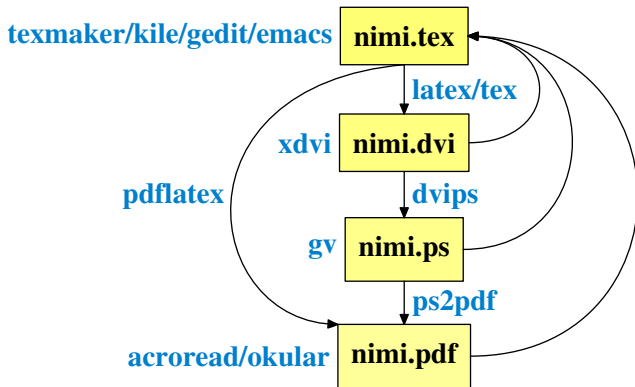 texmaker/kile/gedit/emacs nimi.tex
latex/tex
xdvi nimi.dvi
pdflatex dvips
gv nimi.ps
ps2pdf
acroread/okular nimi.pdf